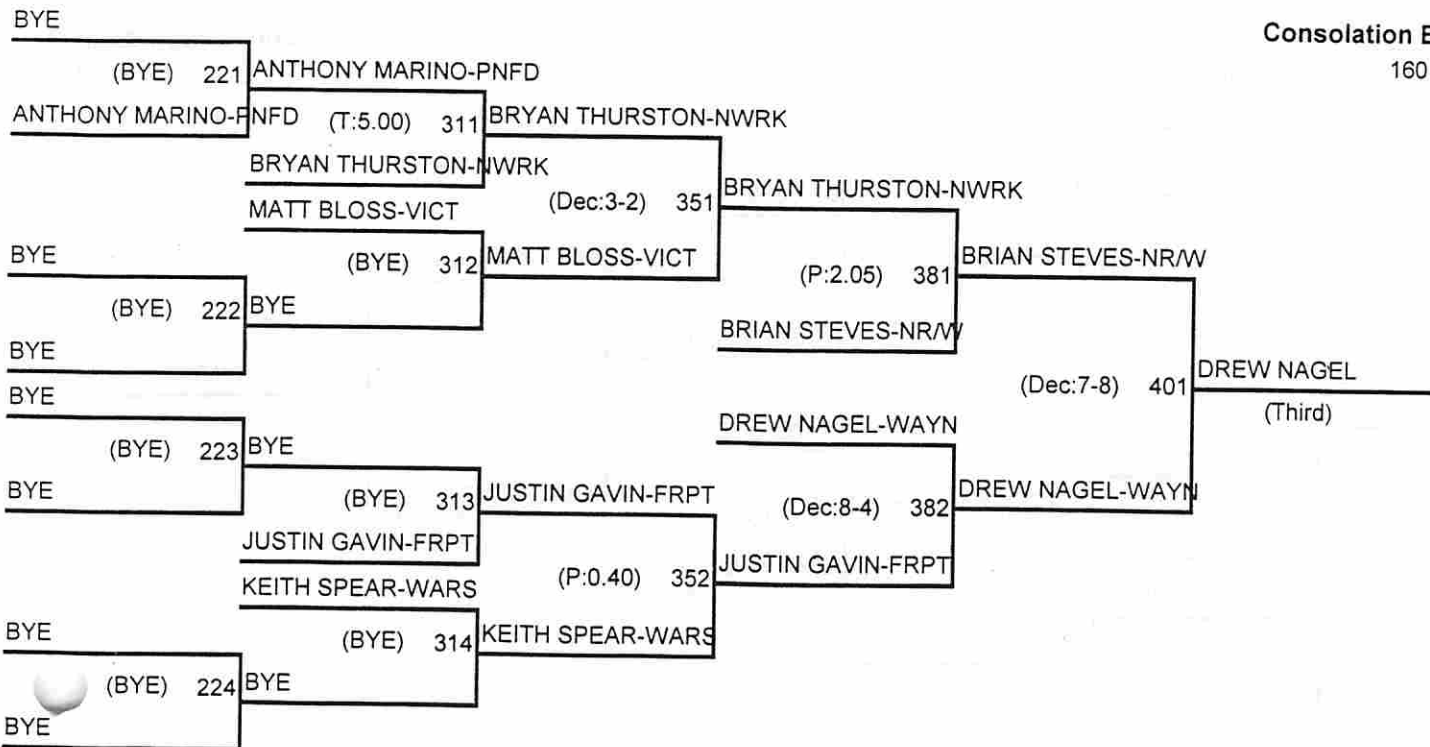 BYE
Consolation
160
(BYE) 221 ANTHONY MARINO-PNFD
ANTHONY MARINO-PNFD (T:5.00) 311 BRYAN THURSTON-NWRK
BRYAN THURSTON-NWRK
(Dec:3-2) 351 BRYAN THURSTON-NWRK
MATT BLOSS-VICT
BYE
(BYE) 312 MATT BLOSS-VICT
(P:2.05) 381 BRIAN STEVES-NR/W
(BYE) 222 BYE
BRIAN STEVES-NR/W
BYE
(Dec:7-8) 401 DREW NAGEL
(Third)
BYE
DREW NAGEL-WAYN
(BYE) 223 BYE
BYE
(BYE) 313 JUSTIN GAVIN-FRPT
(Dec:8-4) 382 DREW NAGEL-WAYN
JUSTIN GAVIN-FRPT
(P:0.40) 352 JUSTIN GAVIN-FRPT
KEITH SPEAR-WARS
BYE
(BYE) 314 KEITH SPEAR-WARS
(BYE) 224 BYE
BYE